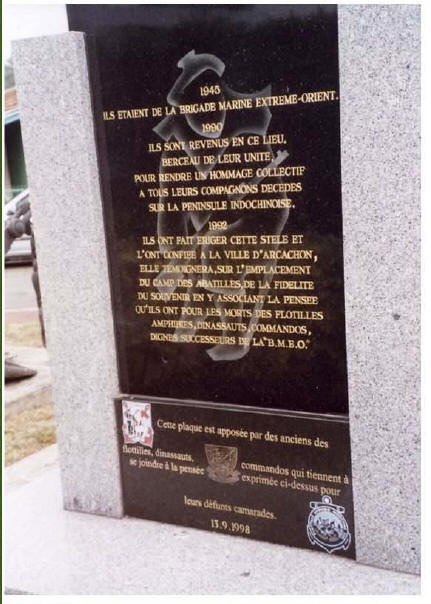 1945
ILS ETAIENT DE LA BRIGADE MARINE EXTREME-ORIENT.
1990
ILS SONT REVENUS EN CE LIEU,
BERCEAU DE LEUR UNITE,
POUR RENDRE UN HOMMAGE COLLECTIF
A TOUS LEURS COMPAGNONS DECEDES
SUR LA PENINSULE INDOCHINOISE.
1992
ILS ONT FAIT ERIGER CETTE STELE ET
L'ONT CONFIEE A LA VILLE D'ARCACHON,
ELLE TEMOIGNERA, SUR L'EMPLACEMENT
DU CAMP DES ABATILLES, DE LA FIDELITE
DU SOUVENIR EN Y ASSOCIANT LA PENSEE
QU'ILS ONT POUR LES MORTS DES FLOTILLES
AMPHIBIES, DINASSAUTS, COMMANDOS,
DIGNES SUCCESSEURS DE LA "B.M.E.O."
Cette plaque est apposée par des anciens des
flottilles, dinassauts, commandos qui tiennent à
se joindre à la pensée exprimée ci-dessus pour
leurs défunts camarades.
13.9.1998